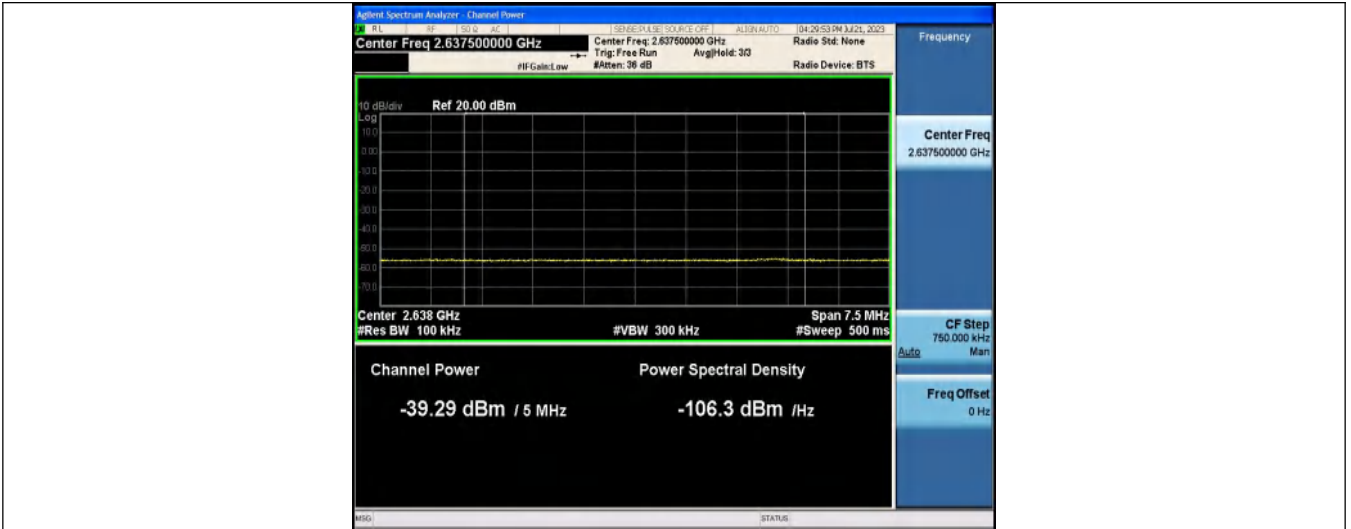 Agilent Spectrum Analyzer - Channel Power
RL RF 50 Ω AC SENSE:PULSE SOURCE OFF ALIGN AUTO 04:29:53 PM Jul 21, 2023
Center Freq 2.637500000 GHz
Center Freq: 2.637500000 GHz
Radio Std: None
Trig: Free Run Avg|Hold: 3/3
#IFGain:Low
#Atten: 36 dB
Radio Device: BTS
10 dB/div Ref 20.00 dBm
Log
10.0
0.00
-10.0
-20.0
-30.0
-40.0
-50.0
-60.0
-70.0
Center 2.638 GHz
Span 7.5 MHz
#Res BW 100 kHz
#VBW 300 kHz
#Sweep 500 ms
Channel Power
Power Spectral Density
-39.29 dBm / 5 MHz
-106.3 dBm /Hz
Frequency
Center Freq
2.637500000 GHz
CF Step
750.000 kHz
Auto Man
Freq Offset
0 Hz
MSG
STATUS